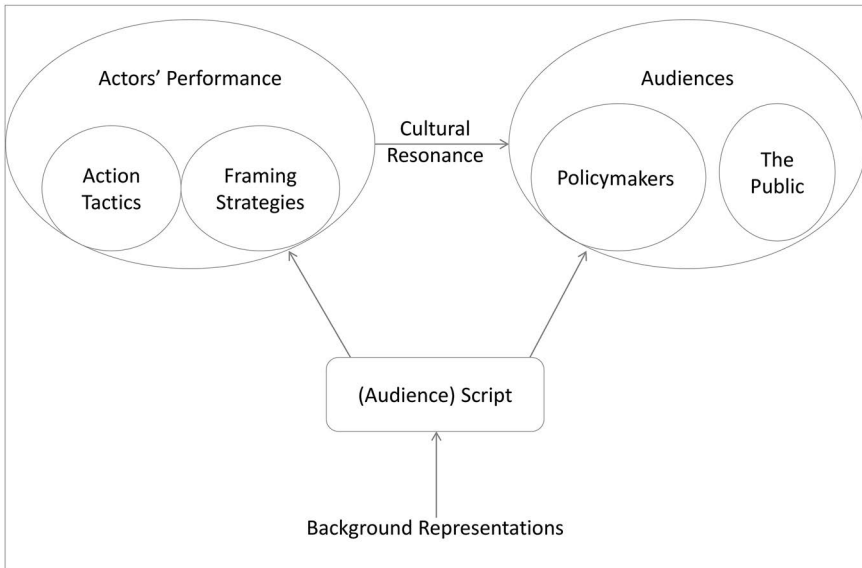 Actors’ Performance
Action
Tactics
Framing
Strategies
Cultural
Resonance
Audiences
Policymakers
The
Public
(Audience) Script
Background Representations